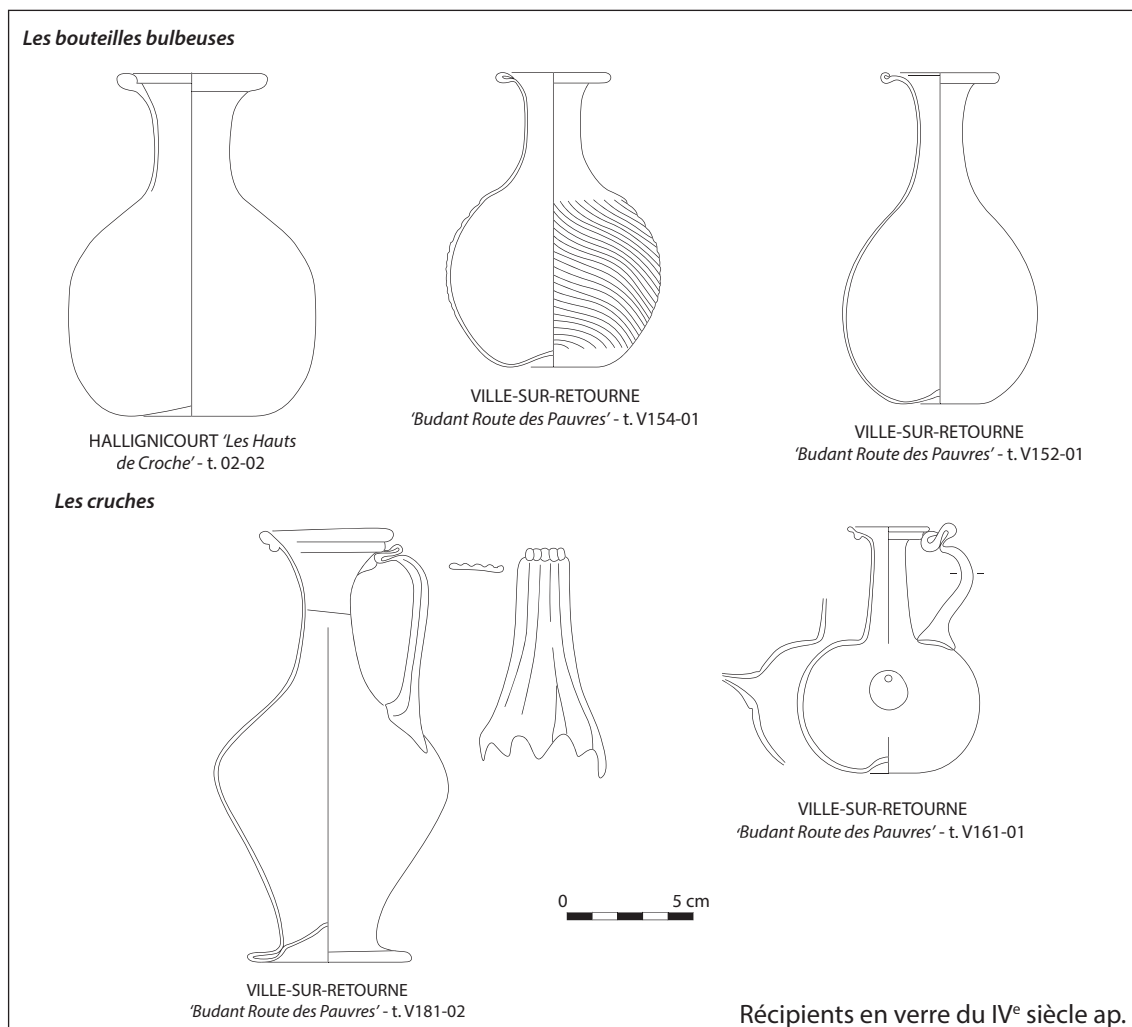 Les bouteilles bulbeuses
HALLIGNICOURT 'Les Hauts
de Croche' - t. 02-02
VILLE-SUR-RETOURNE
'Budant Route des Pauvres' - t. V154-01
VILLE-SUR-RETOURNE
'Budant Route des Pauvres' - t. V152-01
Les cruches
VILLE-SUR-RETOURNE
'Budant Route des Pauvres' - t. V181-02
VILLE-SUR-RETOURNE
'Budant Route des Pauvres' - t. V161-01
0 5 cm
Récipients en verre du IVe siècle ap.